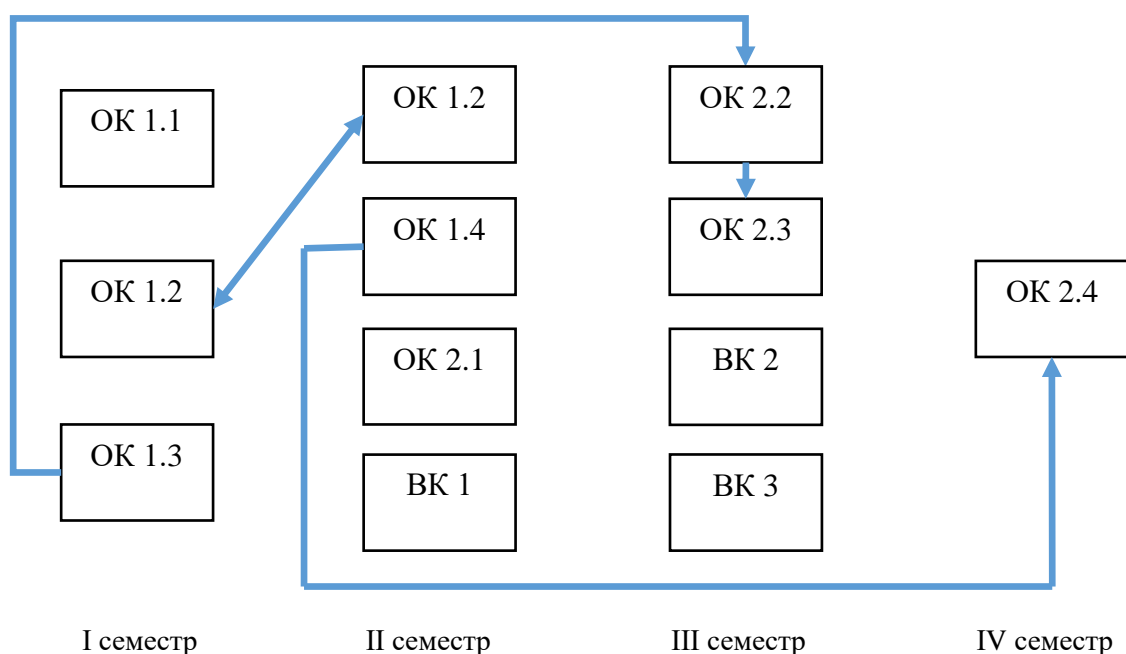 ОК 1.1
ОК 1.2
ОК 1.3
ОК 1.2
ОК 1.4
ОК 2.1
ВК 1
ОК 2.2
ОК 2.3
ВК 2
ВК 3
ОК 2.4
I семестр
II семестр
III семестр
IV семестр